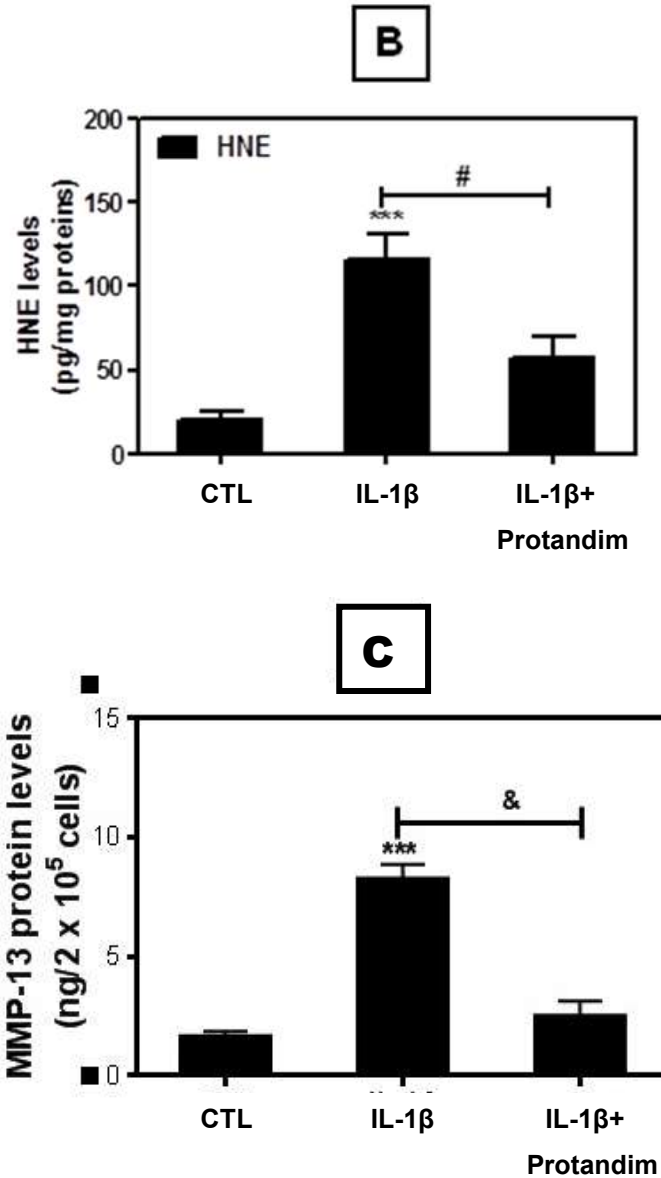 B
200
150
100
50
0
HNE
#
***
HNE levels
(pg/mg proteins)
CTL
IL-1β
IL-1β+
Protandim
C
15
10
5
0
&
***
MMP-13 protein levels
(ng/2 x 10⁵ cells)
CTL
IL-1β
IL-1β+
Protandim